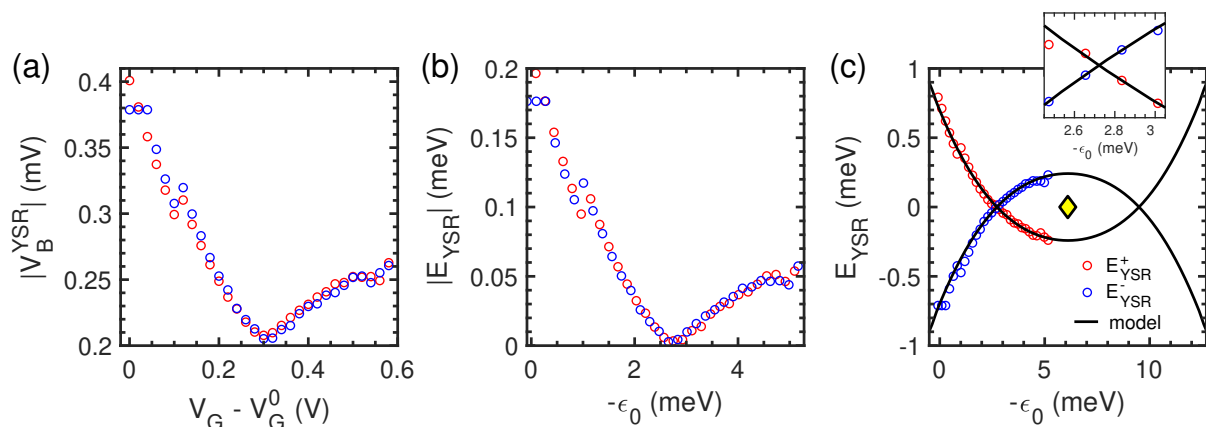 (a)
|V_B^YSR| (mV)
0.4
0.35
0.3
0.25
0.2
0
0.2
0.4
0.6
V_G - V_G^0 (V)
(b)
|E_YSR| (meV)
0.2
0.15
0.1
0.05
0
0
2
4
-ϵ_0 (meV)
(c)
E_YSR (meV)
1
0.5
0
-0.5
-1
0
5
10
-ϵ_0 (meV)
2.6
2.8
3
-ϵ_0 (meV)
E^+_YSR
E^-_YSR
model